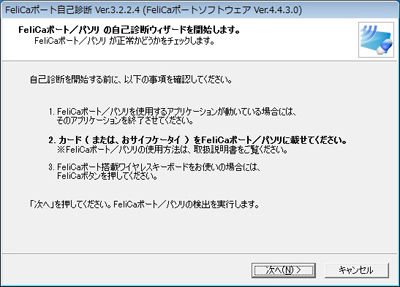 FeliCaポート自己診断 Ver.3.2.2.4 (FeliCaポートソフトウェア Ver.4.4.3.0)
FeliCaポート／パソリ の自己診断ウィザードを開始します。
FeliCaポート／パソリ が正常かどうかをチェックします。
自己診断を開始する前に、以下の事項を確認してください。
1. FeliCaポート／パソリを使用するアプリケーションが動いている場合には、
そのアプリケーションを終了させてください。
2. カード （ または、おサイフケータイ ） をFeliCaポート／パソリに載せてください。
※FeliCaポート／パソリの使用方法は、取扱説明書をご覧ください。
3. FeliCaポート搭載ワイヤレスキーボードをお使いの場合には、
FeliCaボタンを押してください。
「次へ」を押してください。FeliCaポート／パソリの検出を実行します。
次へ(N) > キャンセル